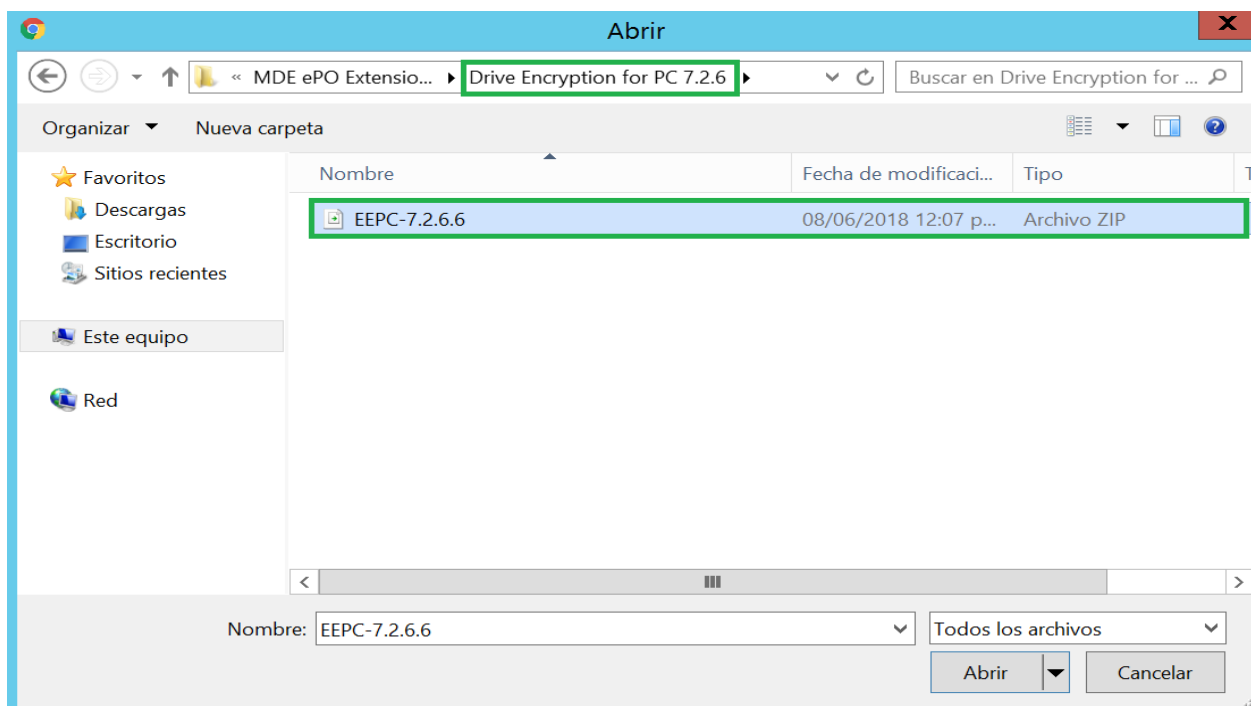 Abrir
« MDE ePO Extensio... Drive Encryption for PC 7.2.6
Buscar en Drive Encryption for ...
Organizar Nueva carpeta
Favoritos
Descargas
Escritorio
Sitios recientes
Este equipo
Red
Nombre Fecha de modificaci... Tipo T
EEPC-7.2.6.6 08/06/2018 12:07 p... Archivo ZIP
Nombre: EEPC-7.2.6.6 Todos los archivos
Abrir Cancelar